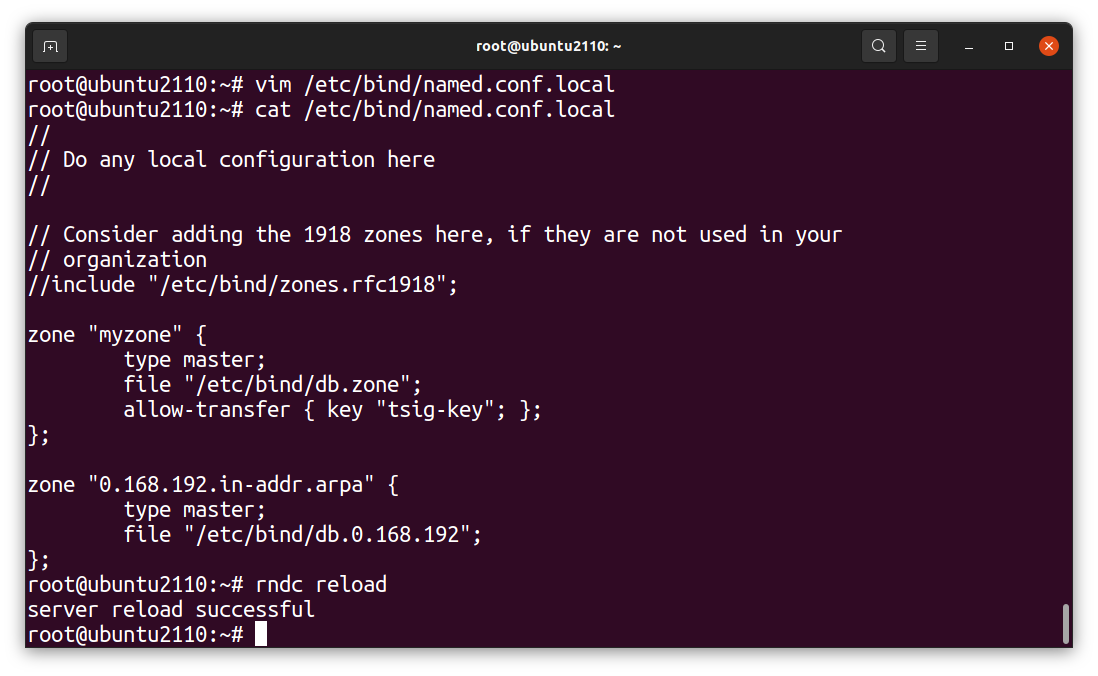 root@ubuntu2110: ~
root@ubuntu2110:~# vim /etc/bind/named.conf.local
root@ubuntu2110:~# cat /etc/bind/named.conf.local
//
// Do any local configuration here
//

// Consider adding the 1918 zones here, if they are not used in your
// organization
//include "/etc/bind/zones.rfc1918";

zone "myzone" {
        type master;
        file "/etc/bind/db.zone";
        allow-transfer { key "tsig-key"; };
};

zone "0.168.192.in-addr.arpa" {
        type master;
        file "/etc/bind/db.0.168.192";
};
root@ubuntu2110:~# rndc reload
server reload successful
root@ubuntu2110:~#